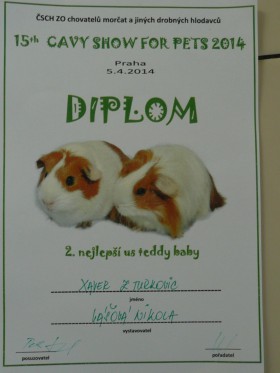 ČSCH ZO chovatelů morčat a jiných drobných hlodavců
15th CAVY SHOW FOR PETS 2014
Praha
5.4.2014
DIPLOM
2. nejlepší us teddy baby
XAVER Z TURKOVIC
jméno
NIKOLA
vystavovatel
posuzovatel pořadatel